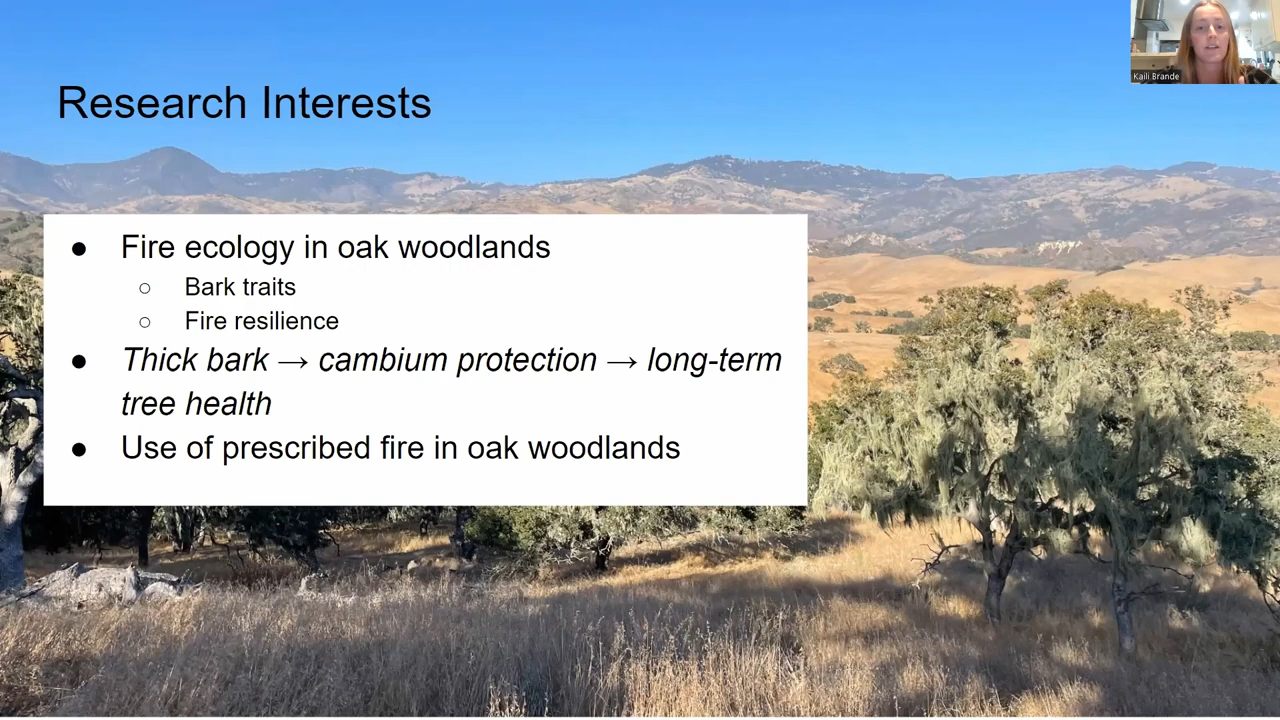 Kaili Brande
Research Interests
● Fire ecology in oak woodlands
○ Bark traits
○ Fire resilience
● Thick bark → cambium protection → long-term
tree health
● Use of prescribed fire in oak woodlands